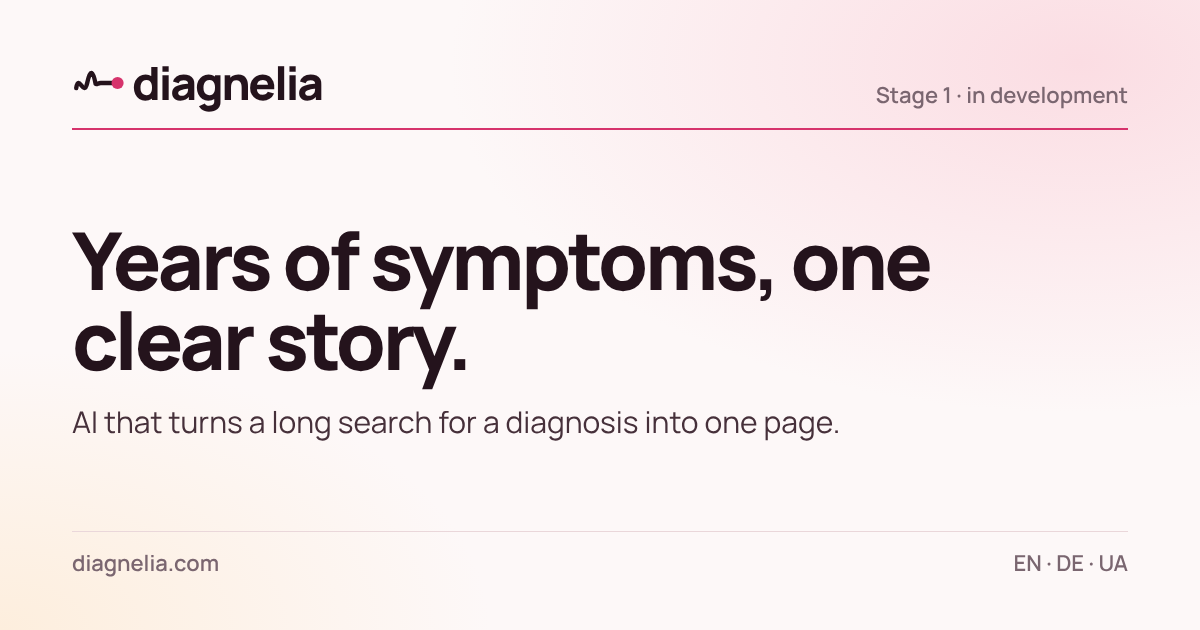 diagnelia
Stage 1 · in development
Years of symptoms, one
clear story.
AI that turns a long search for a diagnosis into one page.
diagnelia.com
EN · DE · UA